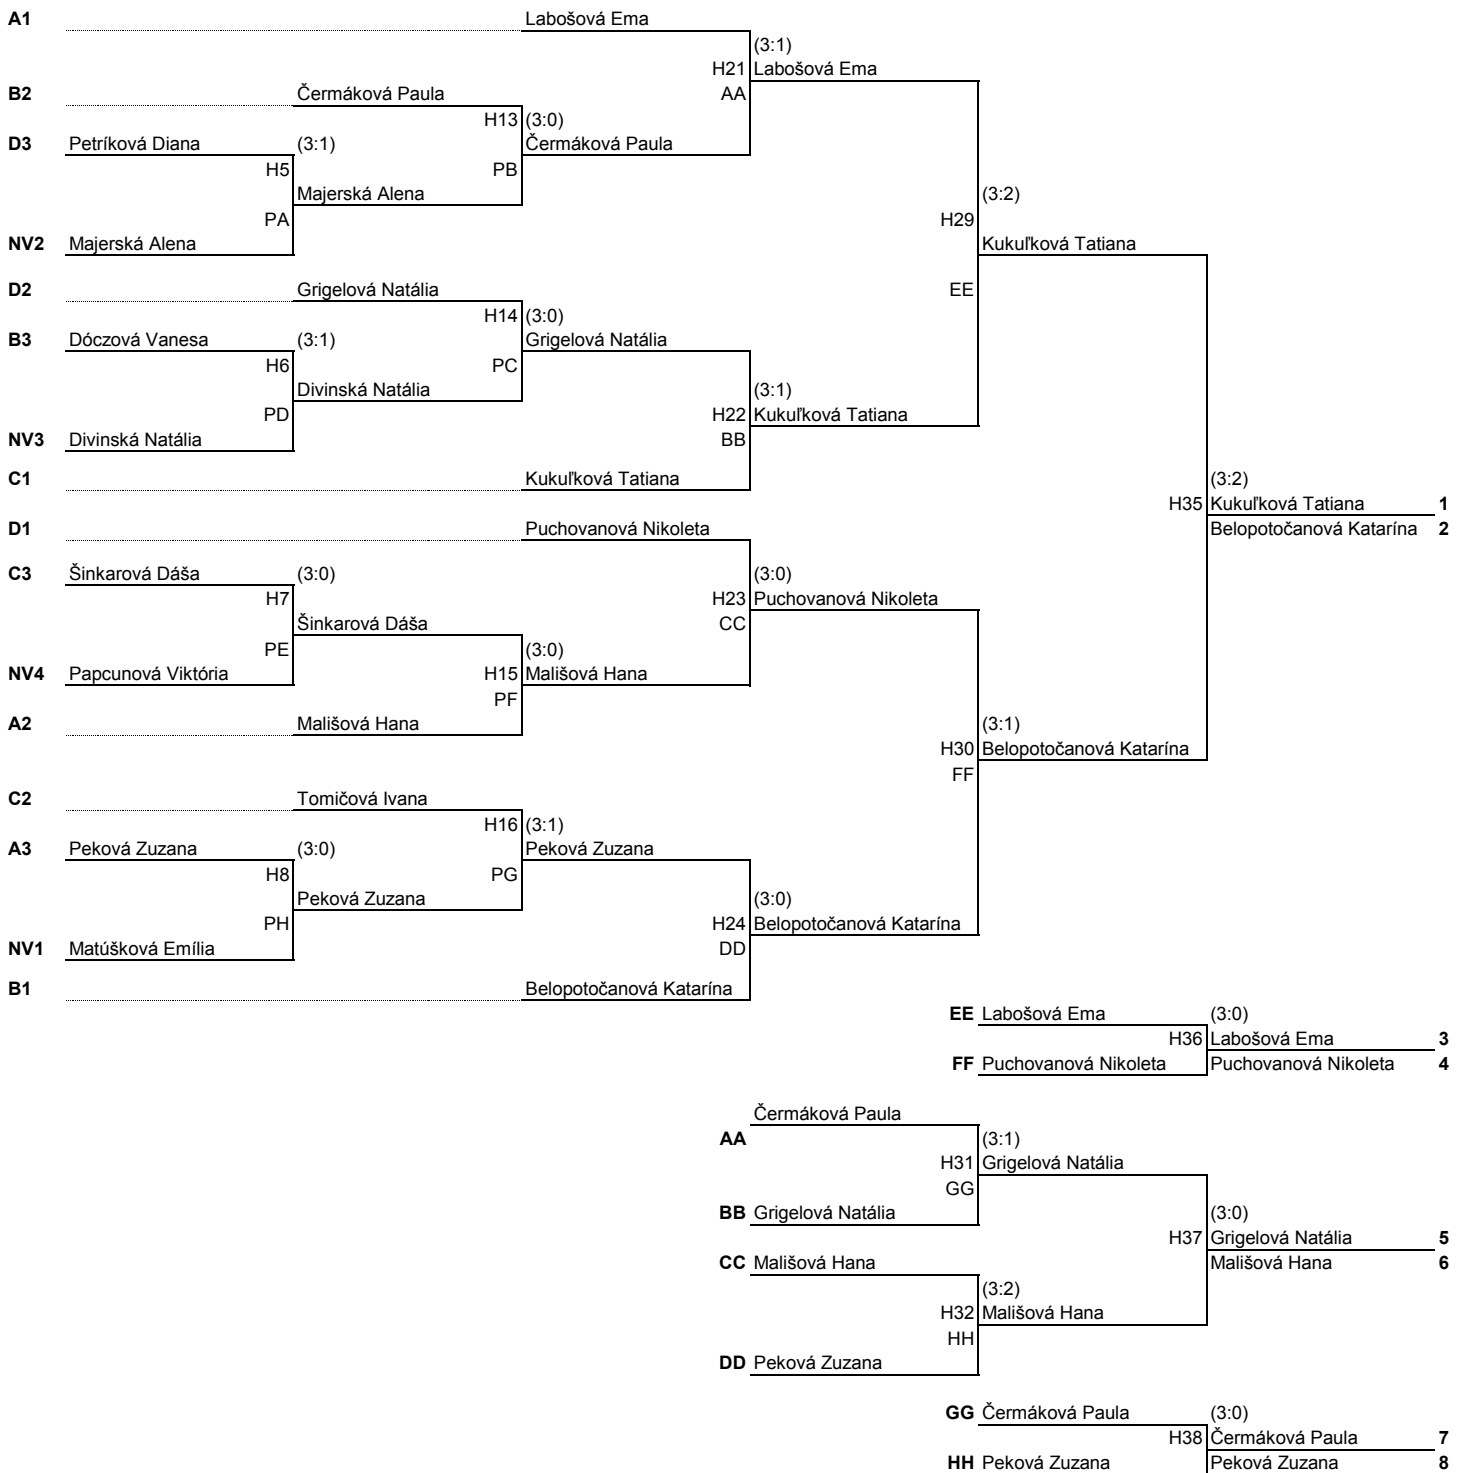 A1 Labošová Ema
(3:1)
H21 Labošová Ema
B2 Čermáková Paula AA
H13 (3:0)
D3 Petríková Diana (3:1) Čermáková Paula
H5 PB
Majerská Alena (3:2)
PA H29
NV2 Majerská Alena Kukuľková Tatiana
D2 Grigelová Natália EE
H14 (3:0)
B3 Dóczová Vanesa (3:1) Grigelová Natália
H6 PC
Divinská Natália (3:1)
PD H22 Kukuľková Tatiana
NV3 Divinská Natália BB
C1 Kukuľková Tatiana (3:2)
H35 Kukuľková Tatiana 1
D1 Puchovanová Nikoleta Belopotočanová Katarína 2
C3 Šinkarová Dáša (3:0) (3:0)
H7 H23 Puchovanová Nikoleta
Šinkarová Dáša CC
PE (3:0)
NV4 Papcunová Viktória H15 Mališová Hana
PF
A2 Mališová Hana (3:1)
H30 Belopotočanová Katarína
FF
C2 Tomičová Ivana
H16 (3:1)
A3 Peková Zuzana (3:0) Peková Zuzana
H8 PG
Peková Zuzana (3:0)
PH H24 Belopotočanová Katarína
NV1 Matúšková Emília DD
B1 Belopotočanová Katarína
EE Labošová Ema (3:0)
H36 Labošová Ema 3
FF Puchovanová Nikoleta Puchovanová Nikoleta 4
Čermáková Paula
AA (3:1)
H31 Grigelová Natália
GG
BB Grigelová Natália (3:0)
H37 Grigelová Natália 5
CC Mališová Hana Mališová Hana 6
(3:2)
H32 Mališová Hana
HH
DD Peková Zuzana
GG Čermáková Paula (3:0)
H38 Čermáková Paula 7
HH Peková Zuzana Peková Zuzana 8